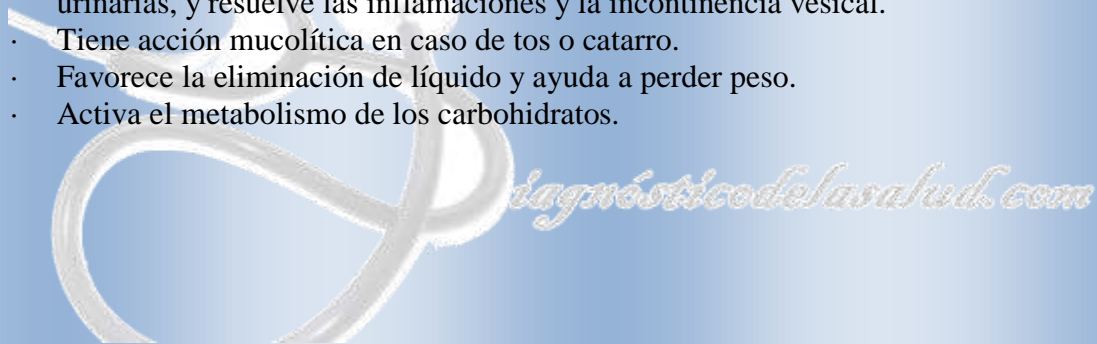 urinarias, y resuelve las inflamaciones y la incontinencia vesical.
· Tiene acción mucolítica en caso de tos o catarro.
· Favorece la eliminación de líquido y ayuda a perder peso.
· Activa el metabolismo de los carbohidratos.
iagnósticodelasalud.com